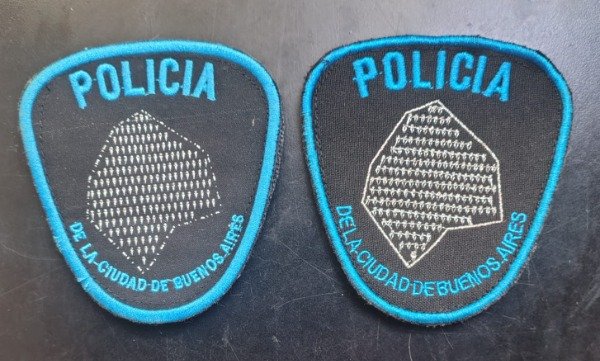 POLICIA
DE LA-CIUDAD-DE BUENOS AIRES
POLICIA
DE LA-CIUDAD-DE BUENOS AIRES